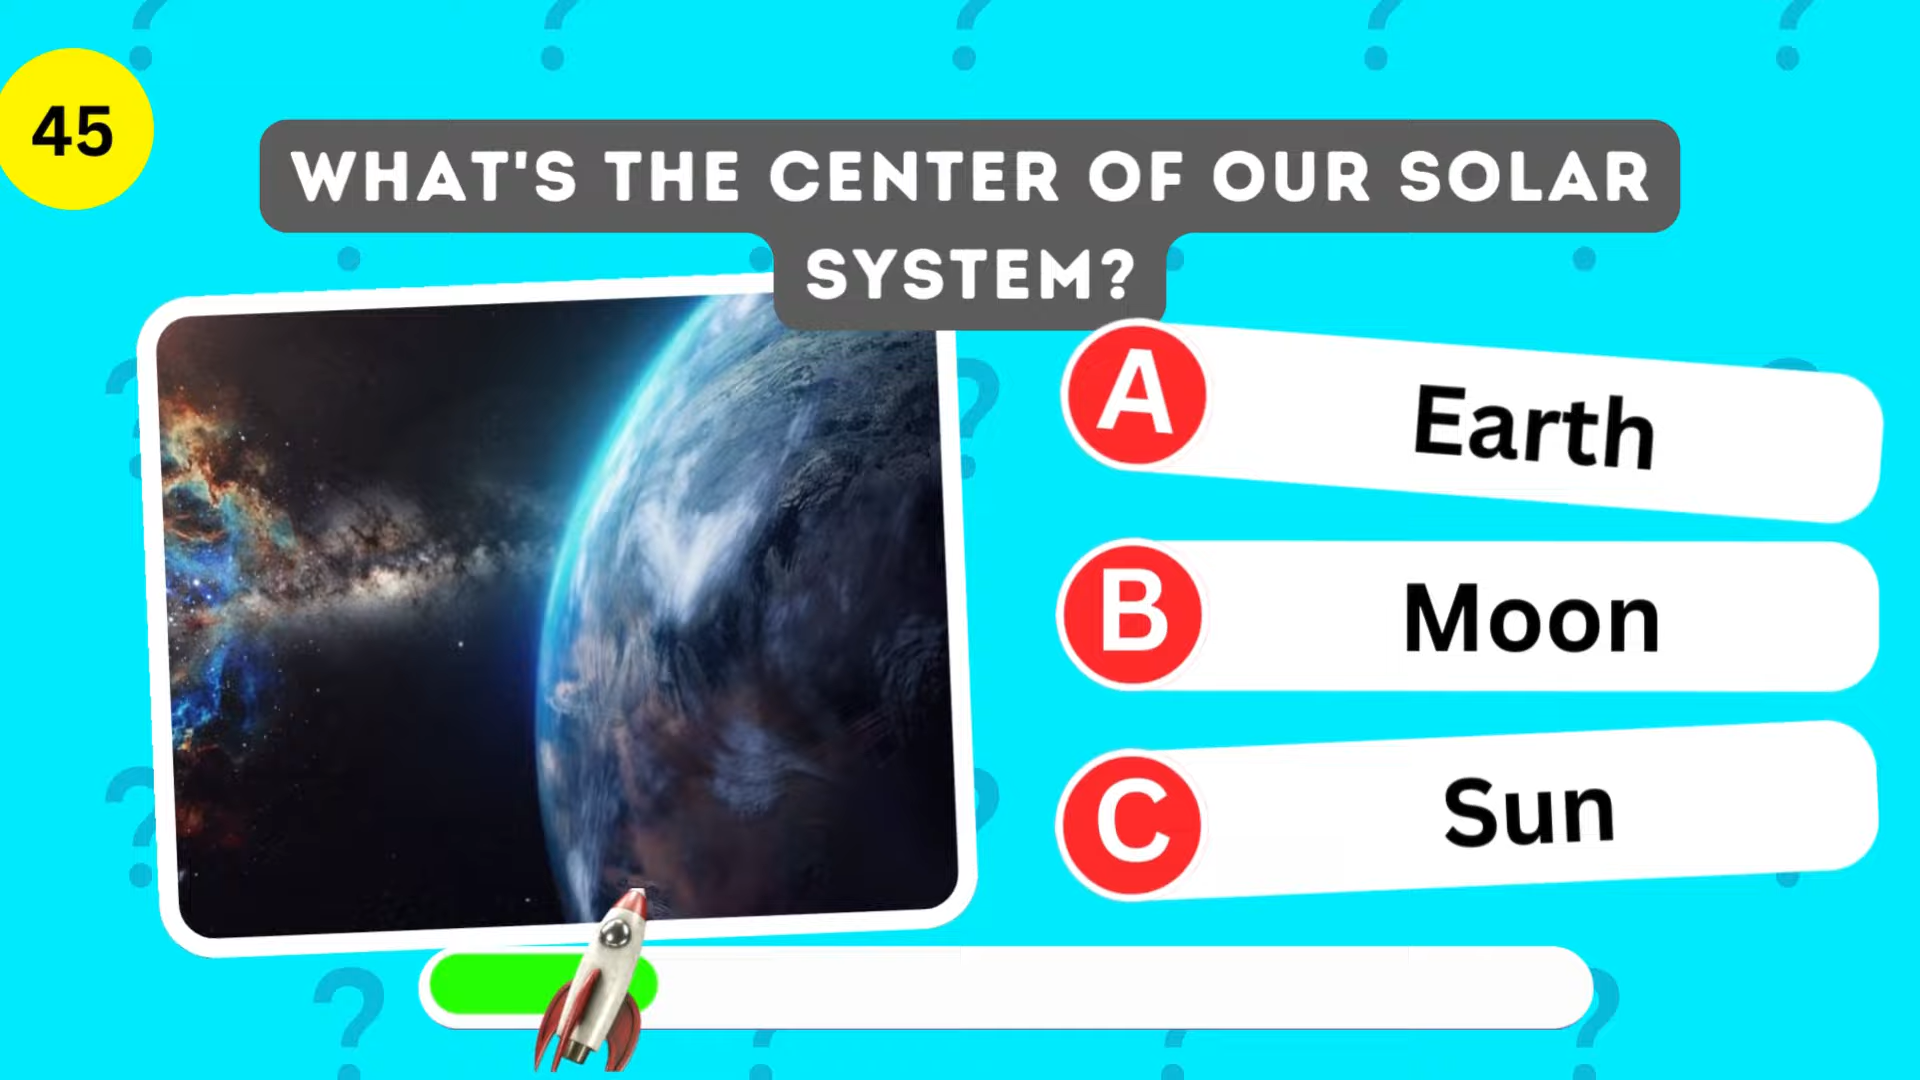 45
WHAT'S THE CENTER OF OUR SOLAR
SYSTEM?
A Earth
B Moon
C Sun